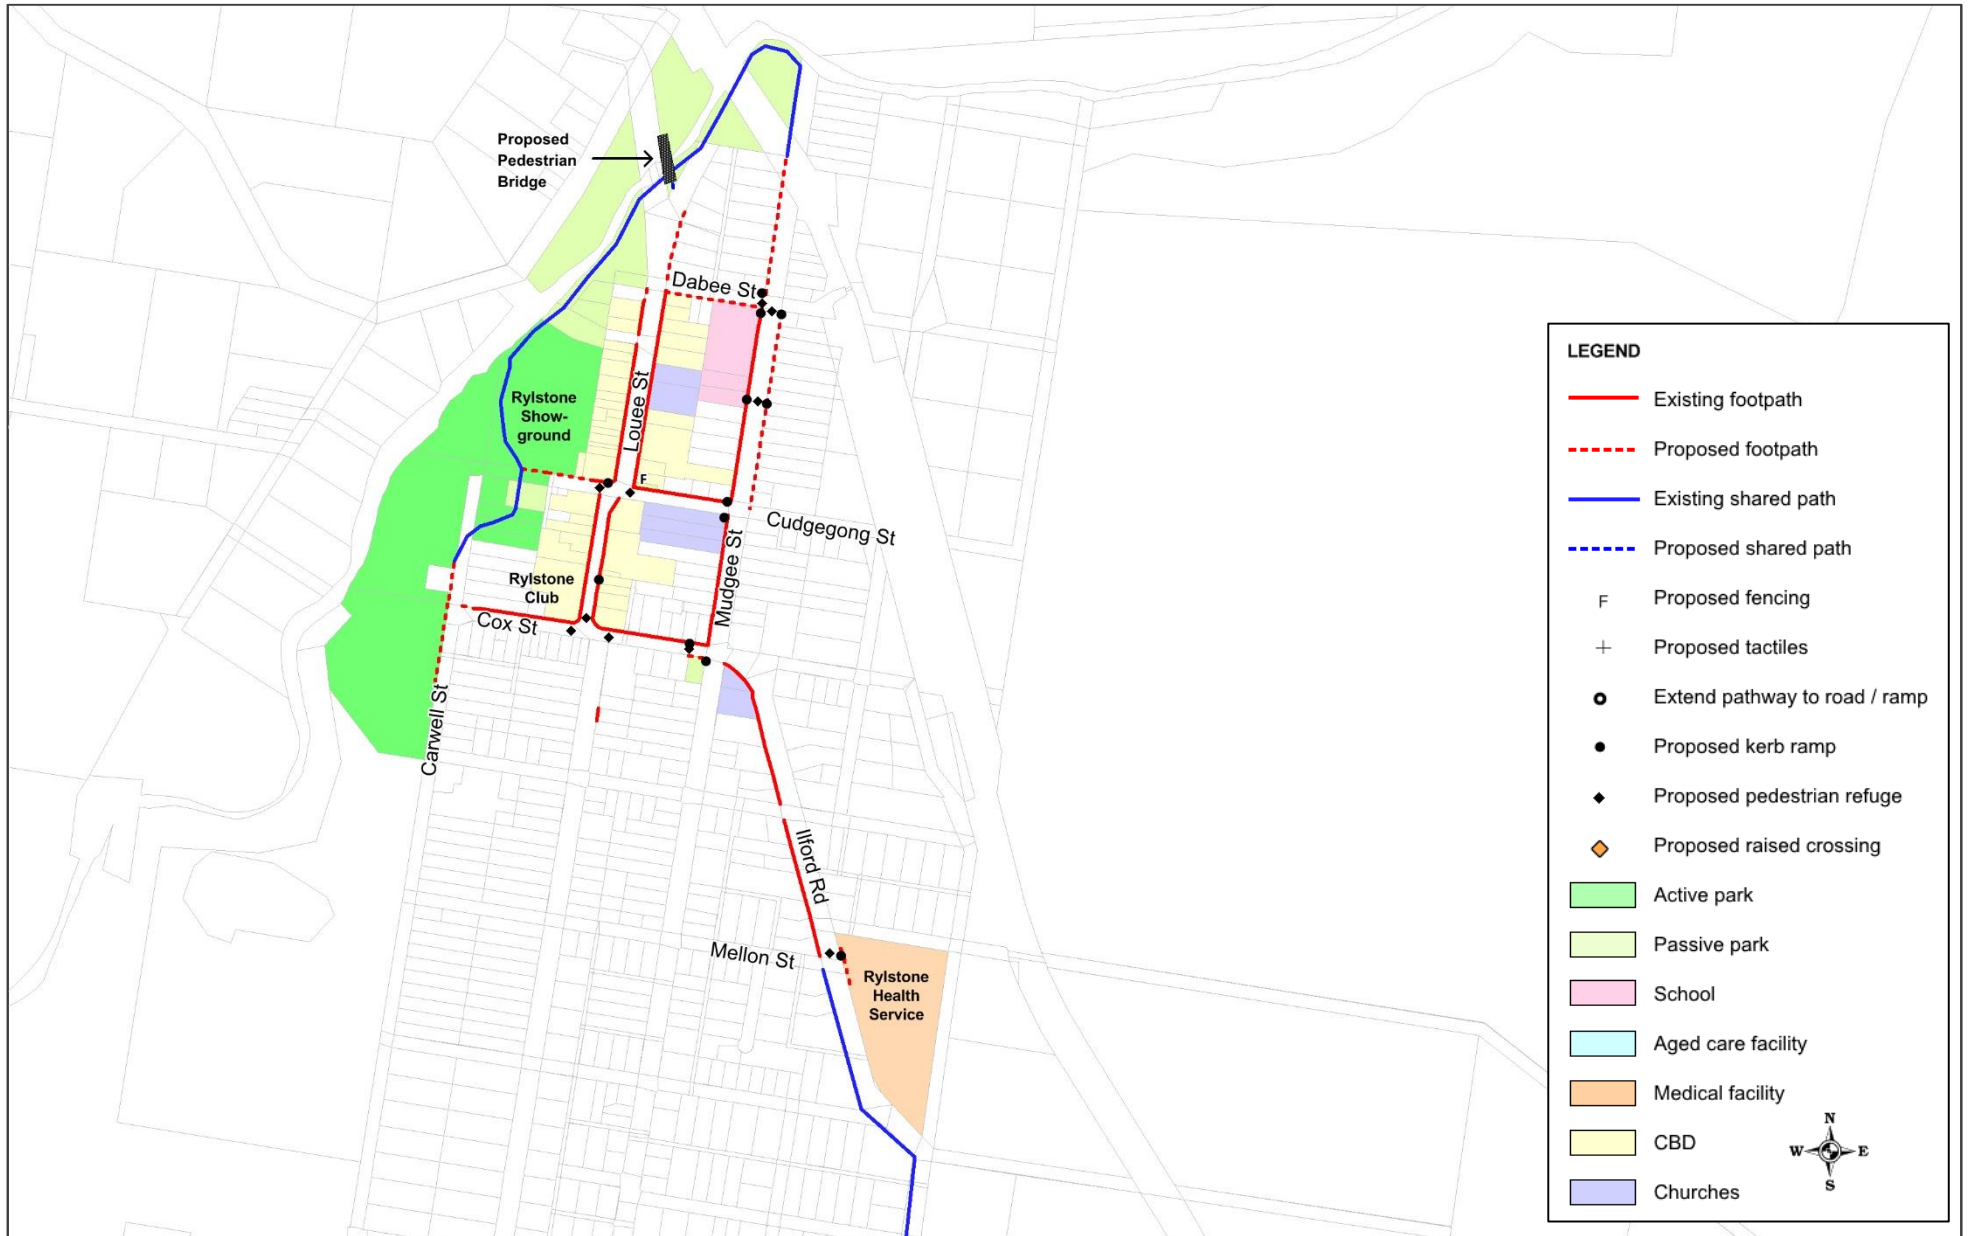 Proposed
Pedestrian
Bridge
Dabee St
Rylstone
Show-
ground
Louee St
F
Cudgegong St
Mudgee St
Rylstone
Club
Cox St
Carwell St
Ilford Rd
Mellon St
Rylstone
Health
Service
LEGEND
Existing footpath
Proposed footpath
Existing shared path
Proposed shared path
F Proposed fencing
Proposed tactiles
Extend pathway to road / ramp
Proposed kerb ramp
Proposed pedestrian refuge
Proposed raised crossing
Active park
Passive park
School
Aged care facility
Medical facility
CBD
Churches
N
W E
S